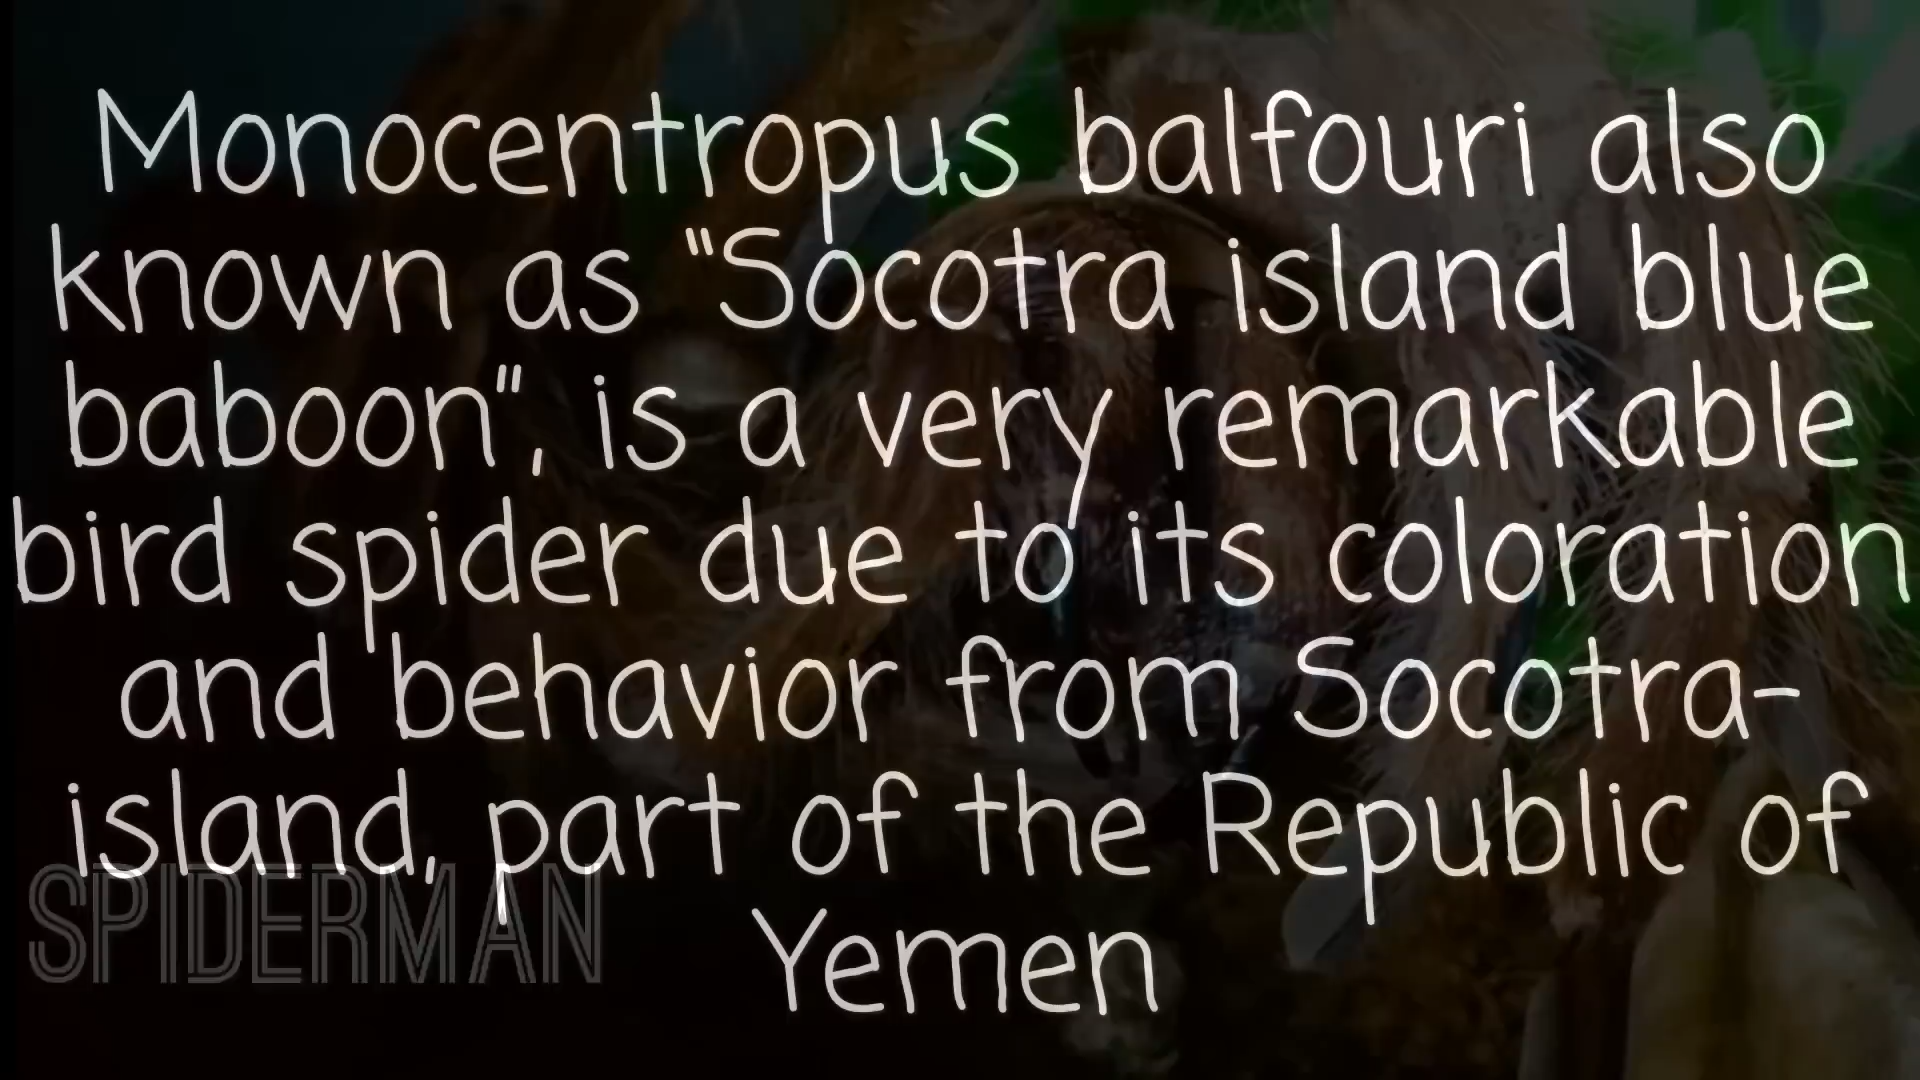 Monocentropus balfouri also
known as "Socotra island blue
baboon", is a very remarkable
bird spider due to its coloration
and behavior from Socotra-
island, part of the Republic of
Yemen
SPIDERMAN